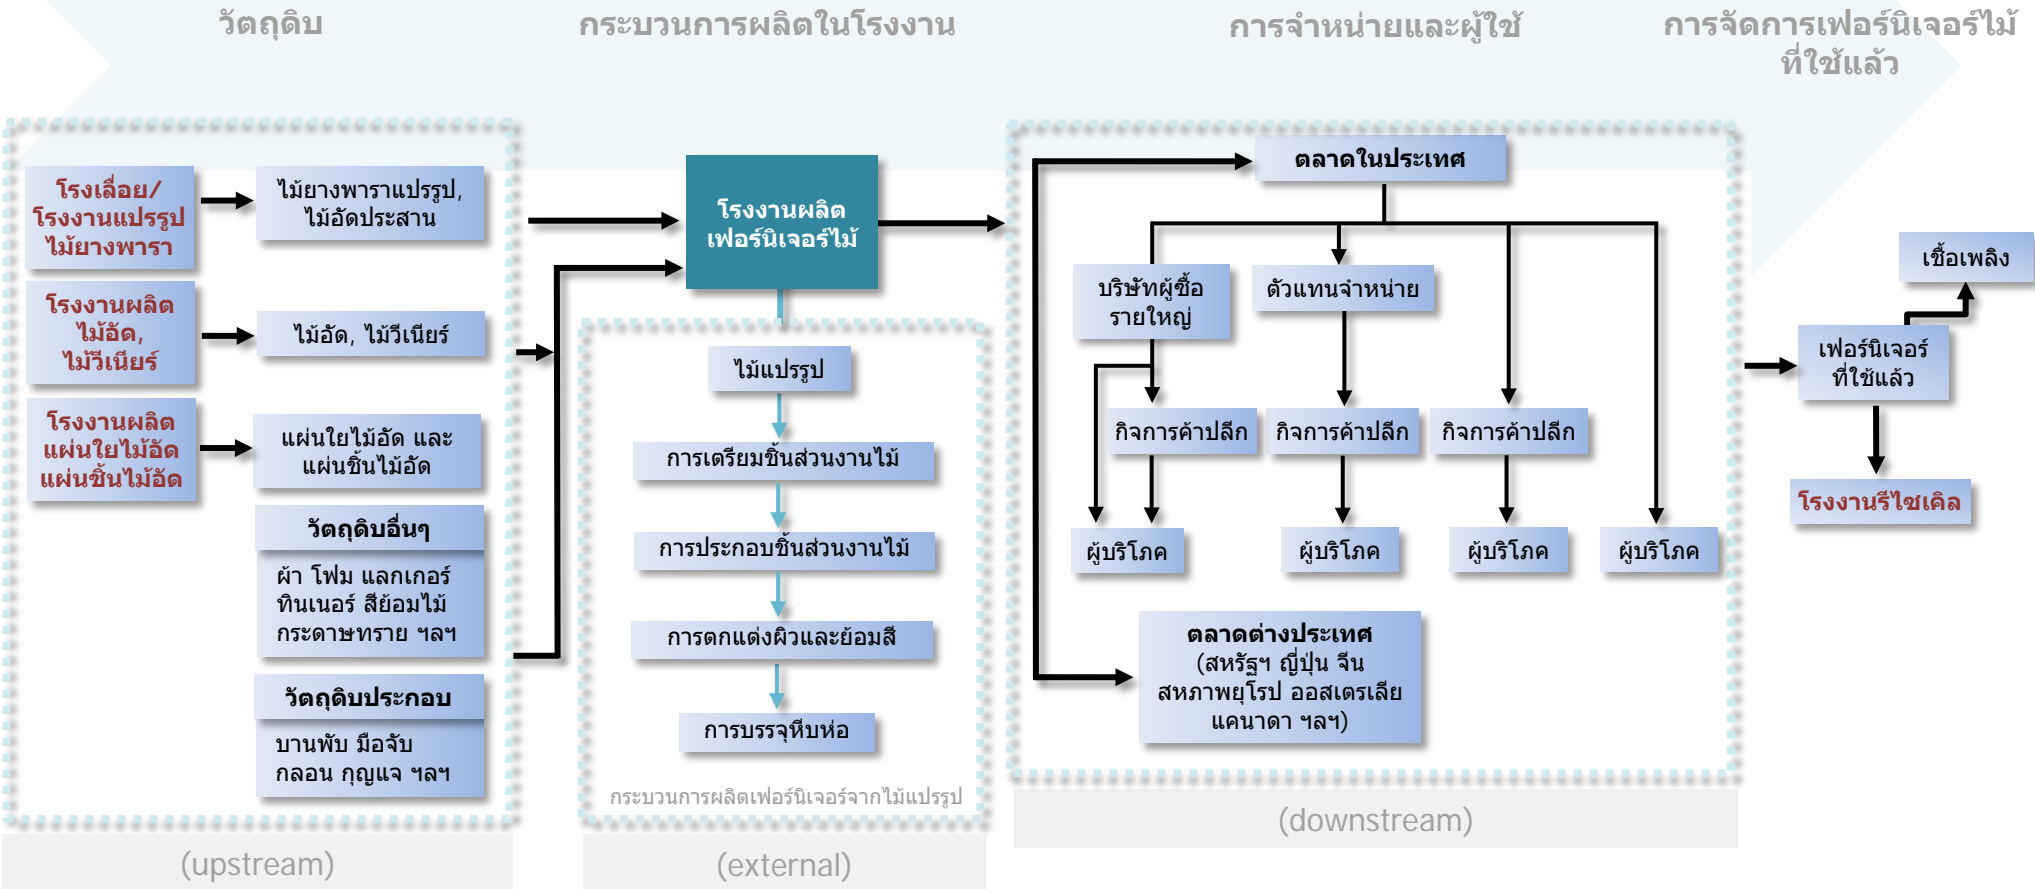 วัตถุดิบ
กระบวนการผลิตในโรงงาน
การจำหน่ายและผู้ใช้
การจัดการเฟอร์นิเจอร์ไม้
ที่ใช้แล้ว
โรงเลื่อย/
โรงงานแปรรูป
ไม้ยางพารา
ไม้ยางพาราแปรรูป,
ไม้อัดประสาน
โรงงานผลิต
ไม้อัด,
ไม้วีเนียร์
ไม้อัด, ไม้วีเนียร์
โรงงานผลิต
แผ่นใยไม้อัด
แผ่นชิ้นไม้อัด
แผ่นใยไม้อัด และ
แผ่นชิ้นไม้อัด
วัตถุดิบอื่นๆ
ผ้า โฟม แลกเกอร์
ทินเนอร์ สีย้อมไม้
กระดาษทราย ฯลฯ
วัตถุดิบประกอบ
บานพับ มือจับ
กลอน กุญแจ ฯลฯ
(upstream)
โรงงานผลิต
เฟอร์นิเจอร์ไม้
ไม้แปรรูป
การเตรียมชิ้นส่วนงานไม้
การประกอบชิ้นส่วนงานไม้
การตกแต่งผิวและย้อมสี
การบรรจุหีบห่อ
กระบวนการผลิตเฟอร์นิเจอร์จากไม้แปรรูป
(external)
ตลาดในประเทศ
บริษัทผู้ซื้อ
รายใหญ่
ตัวแทนจำหน่าย
กิจการค้าปลีก
กิจการค้าปลีก
กิจการค้าปลีก
ผู้บริโภค
ผู้บริโภค
ผู้บริโภค
ผู้บริโภค
ตลาดต่างประเทศ
(สหรัฐฯ ญี่ปุ่น จีน
สหภาพยุโรป ออสเตรเลีย
แคนาดา ฯลฯ)
(downstream)
เชื้อเพลิง
เฟอร์นิเจอร์
ที่ใช้แล้ว
โรงงานรีไซเคิล